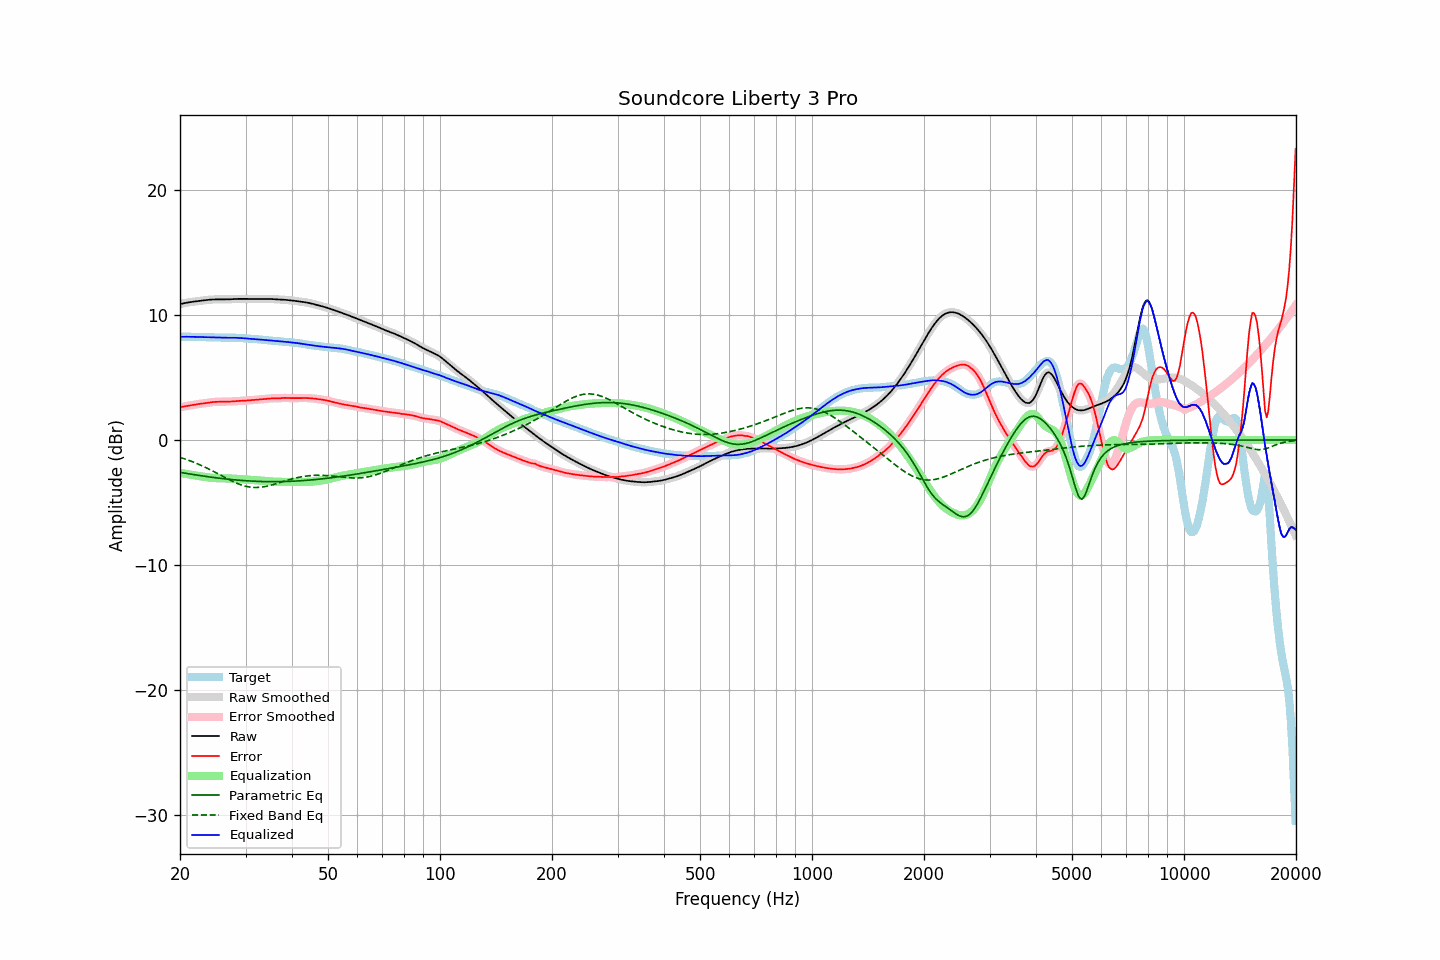 Soundcore Liberty 3 Pro
Amplitude (dBr)
20
10
0
−10
−20
−30
Target
Raw Smoothed
Error Smoothed
Raw
Error
Equalization
Parametric Eq
Fixed Band Eq
Equalized
20 50 100 200 500 1000 2000 5000 10000 20000
Frequency (Hz)